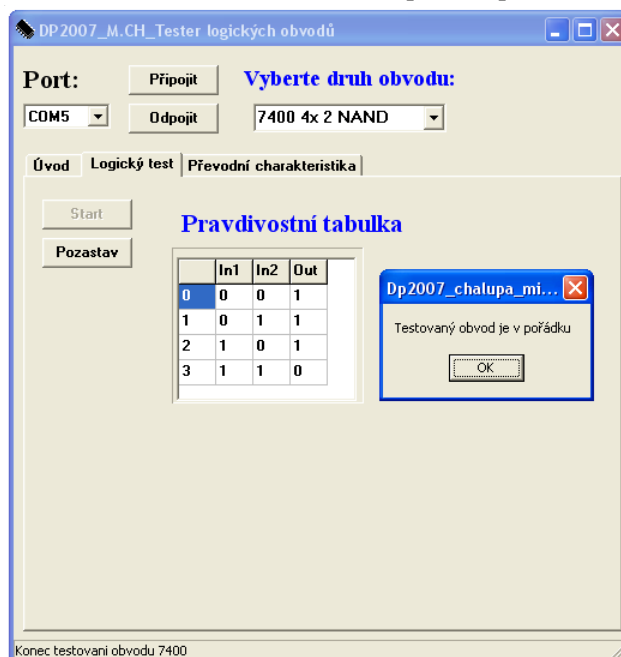 DP2007_M.CH_Tester logických obvodů
Port:
Připojit
Vyberte druh obvodu:
COM5
Odpojit
7400 4x 2 NAND
Úvod
Logický test
Převodní charakteristika
Start
Pozastav
Pravdivostní tabulka
In1 In2 Out
0 0 0 1
1 0 1 1
2 1 0 1
3 1 1 0
Dp2007_chalupa_mi...
Testovaný obvod je v pořádku
OK
Konec testovani obvodu 7400